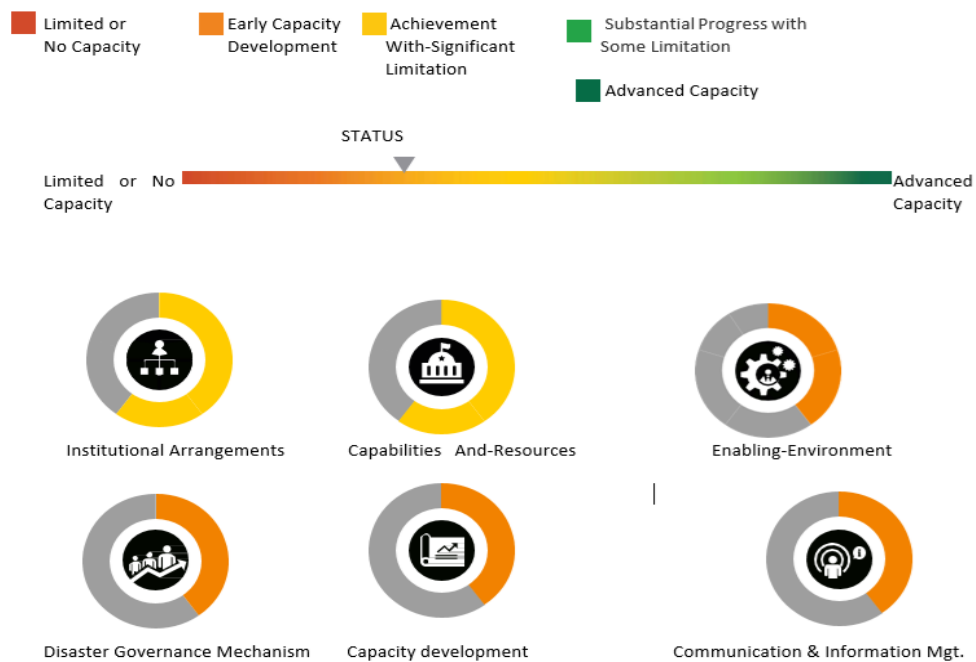 Limited or
No Capacity
Early Capacity
Development
Achievement
With-Significant
Limitation
Substantial Progress with
Some Limitation
Advanced Capacity
STATUS
Limited or No
Capacity
Advanced
Capacity
Institutional Arrangements
Capabilities And-Resources
Enabling-Environment
Disaster Governance Mechanism
Capacity development
Communication & Information Mgt.